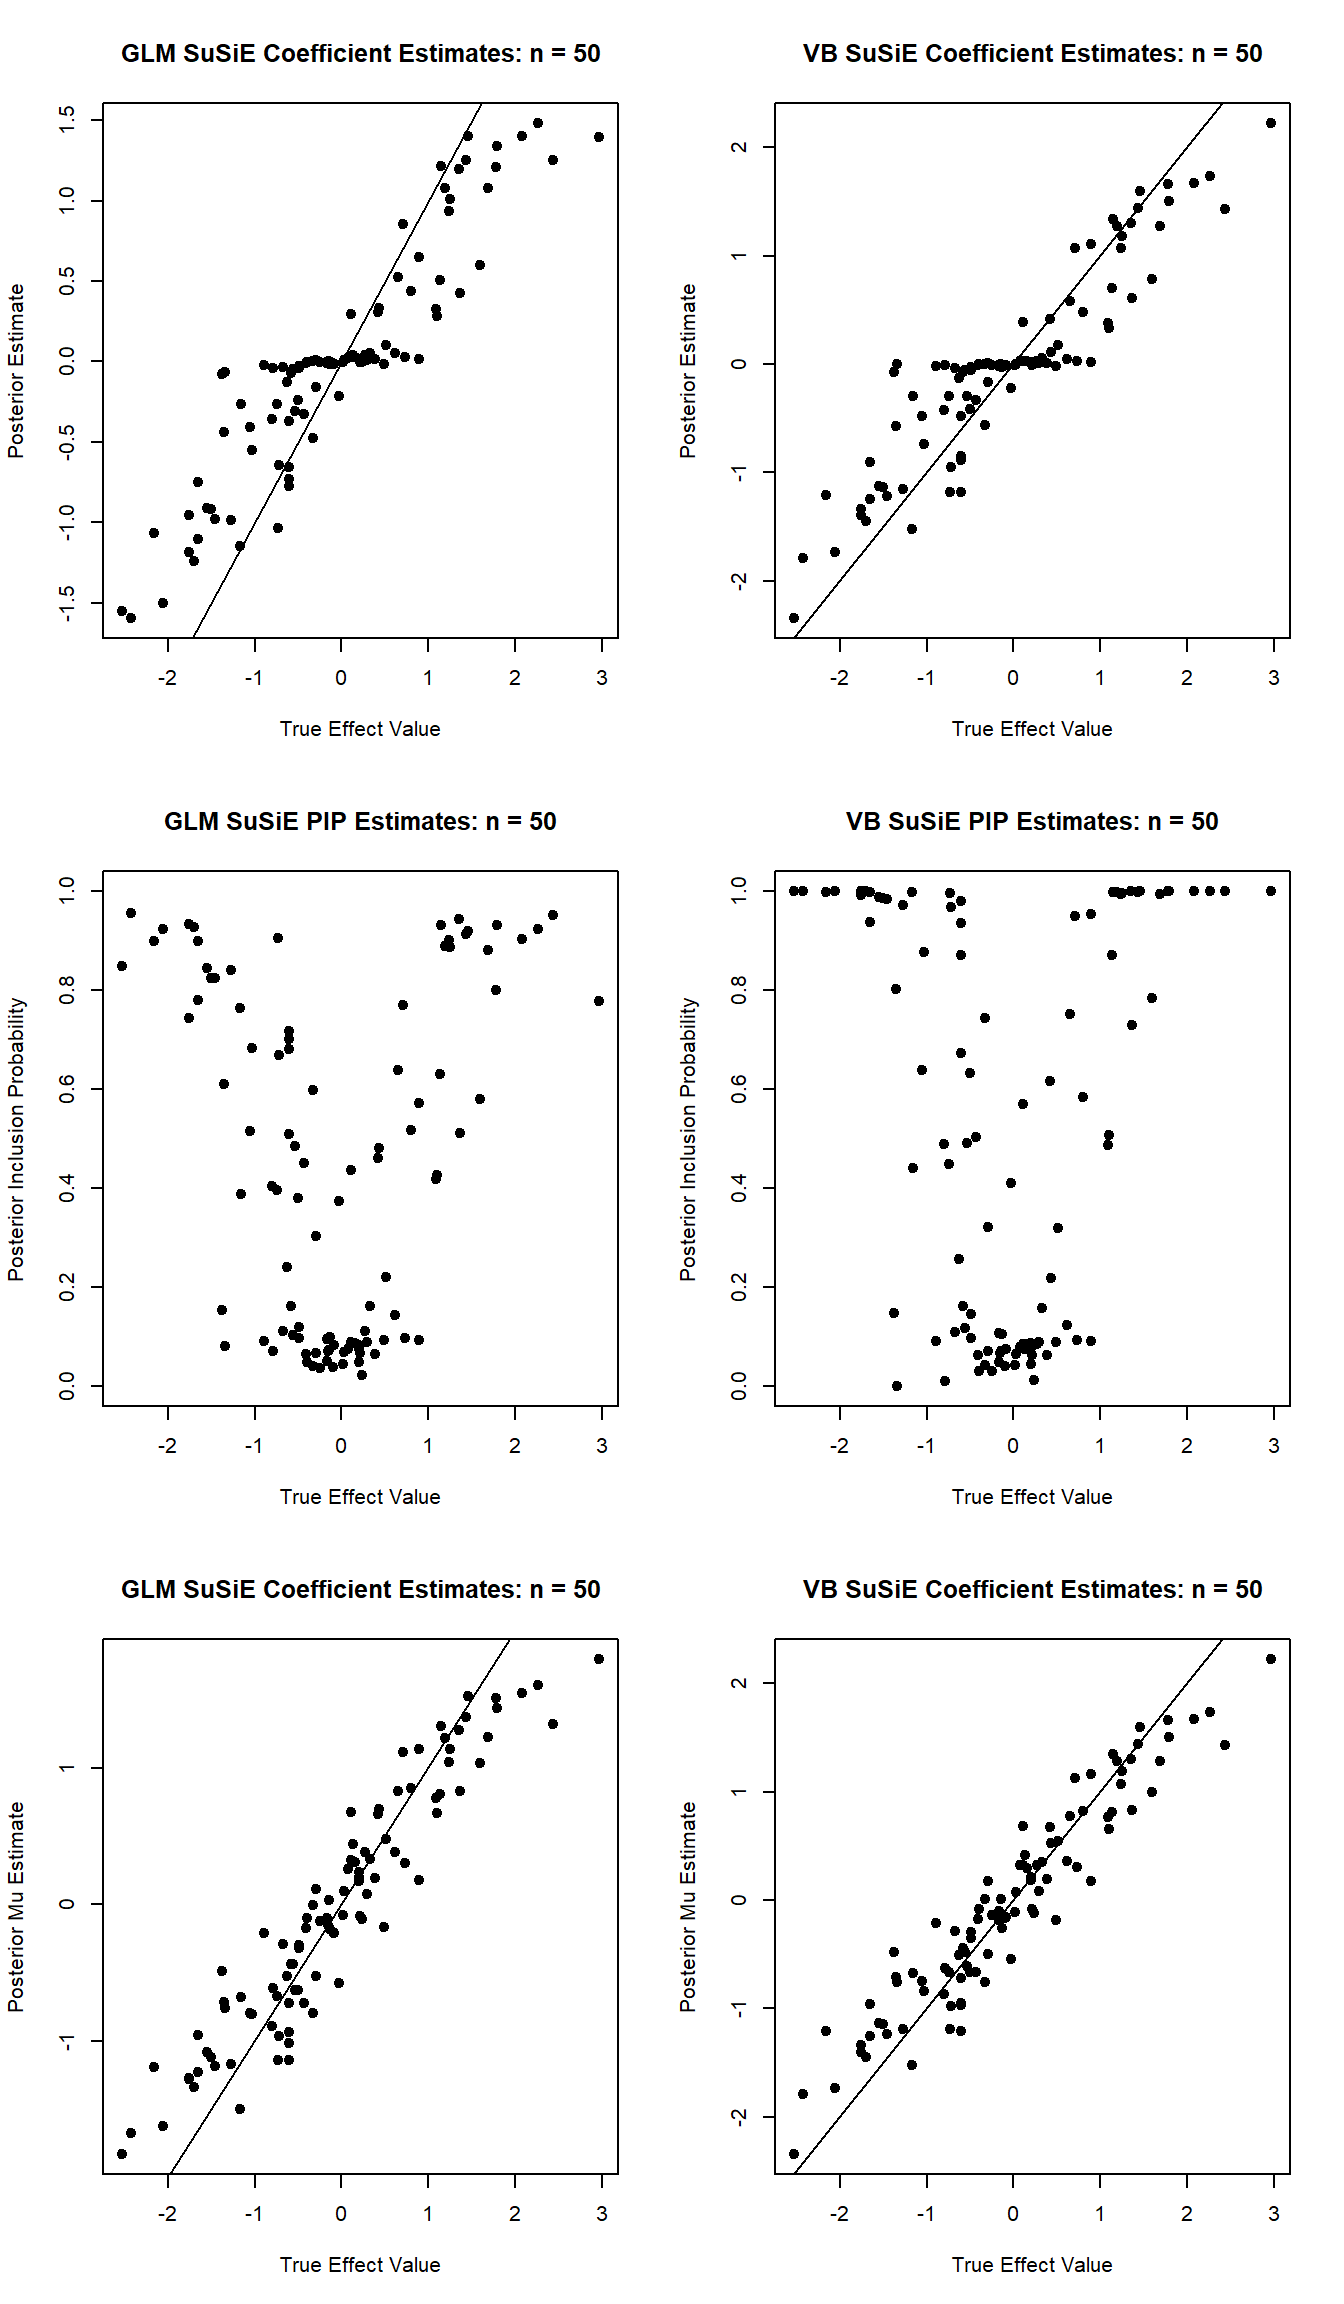 GLM SuSiE Coefficient Estimates: n = 50
Posterior Estimate
1.5
1.0
0.5
0.0
-0.5
-1.0
-1.5
-2 -1 0 1 2 3
True Effect Value
VB SuSiE Coefficient Estimates: n = 50
Posterior Estimate
2
1
0
-1
-2
-2 -1 0 1 2 3
True Effect Value
GLM SuSiE PIP Estimates: n = 50
Posterior Inclusion Probability
1.0
0.8
0.6
0.4
0.2
0.0
-2 -1 0 1 2 3
True Effect Value
VB SuSiE PIP Estimates: n = 50
Posterior Inclusion Probability
1.0
0.8
0.6
0.4
0.2
0.0
-2 -1 0 1 2 3
True Effect Value
GLM SuSiE Coefficient Estimates: n = 50
Posterior Mu Estimate
1
0
-1
-2 -1 0 1 2 3
True Effect Value
VB SuSiE Coefficient Estimates: n = 50
Posterior Mu Estimate
2
1
0
-1
-2
-2 -1 0 1 2 3
True Effect Value